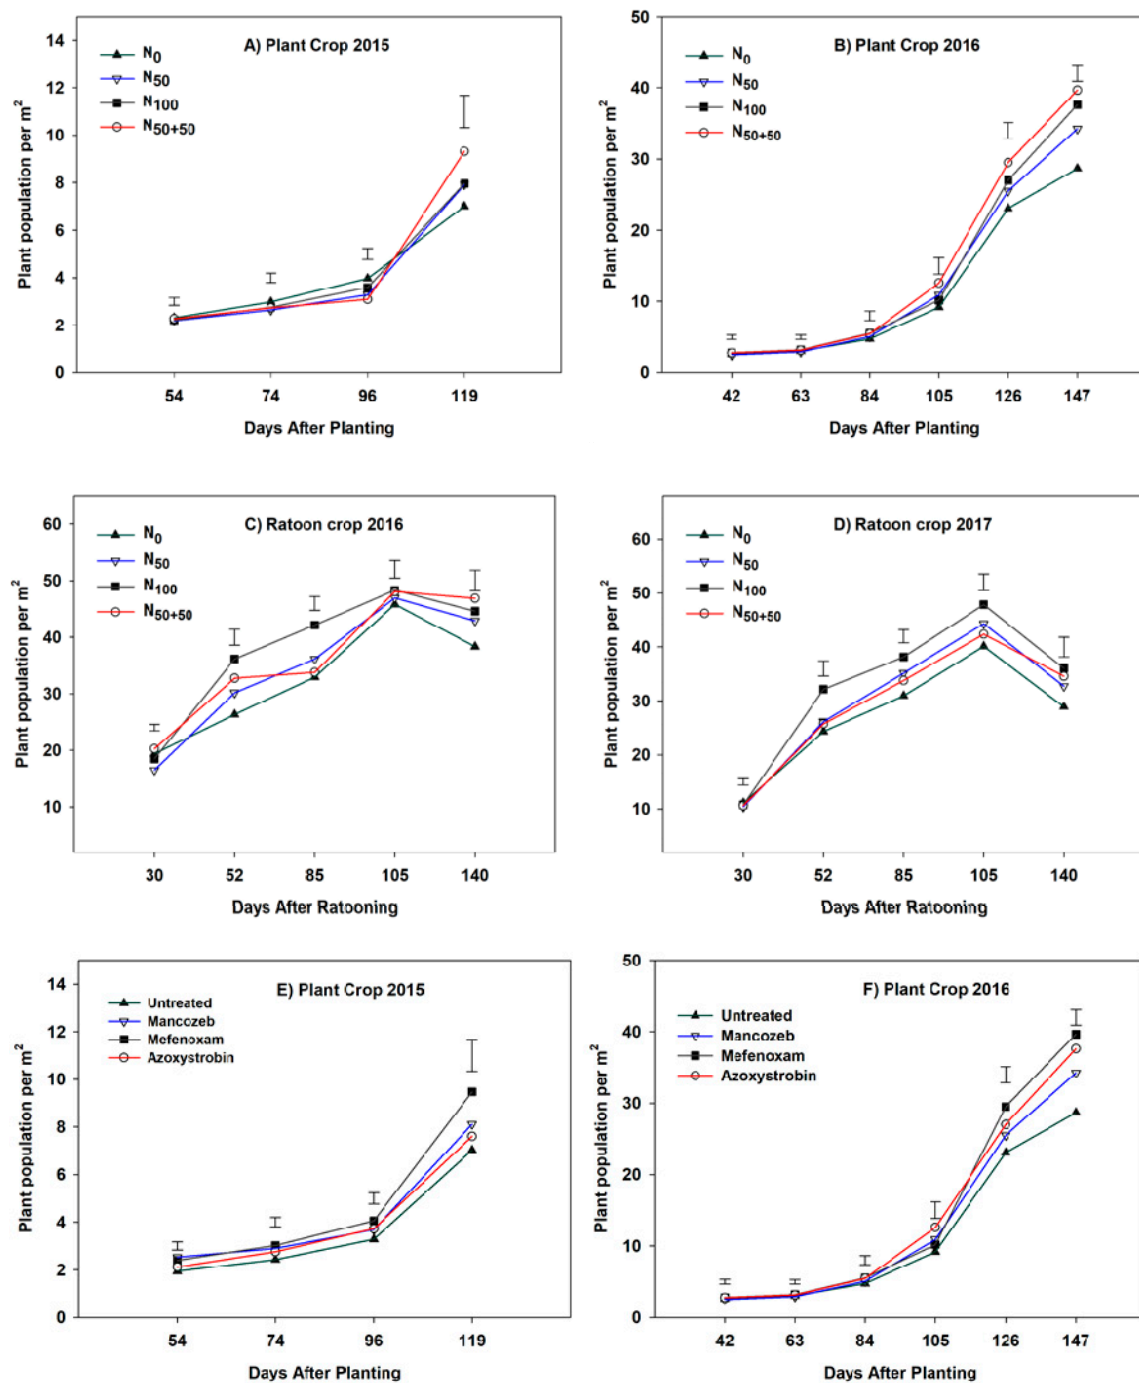 A) Plant Crop 2015
N0
N50
N100
N50+50
Plant population per m2
14
12
10
8
6
4
2
0
54 74 96 119
Days After Planting
B) Plant Crop 2016
N0
N50
N100
N50+50
Plant population per m2
50
40
30
20
10
0
42 63 84 105 126 147
Days After Planting
C) Ratoon crop 2016
N0
N50
N100
N50+50
Plant population per m2
60
50
40
30
20
10
30 52 85 105 140
Days After Ratooning
D) Ratoon crop 2017
N0
N50
N100
N50+50
Plant population per m2
60
50
40
30
20
10
30 52 85 105 140
Days After Ratooning
E) Plant Crop 2015
Untreated
Mancozeb
Mefenoxam
Azoxystrobin
Plant population per m2
14
12
10
8
6
4
2
0
54 74 96 119
Days After Planting
F) Plant Crop 2016
Untreated
Mancozeb
Mefenoxam
Azoxystrobin
Plant population per m2
50
40
30
20
10
0
42 63 84 105 126 147
Days After Planting